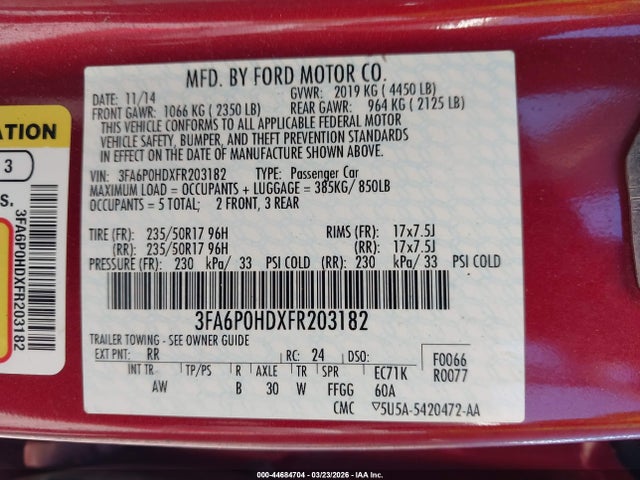 MFD. BY FORD MOTOR CO.
DATE: 11/14 GVWR: 2019 KG ( 4450 LB)
FRONT GAWR: 1066 KG ( 2350 LB) REAR GAWR: 964 KG ( 2125 LB)
THIS VEHICLE CONFORMS TO ALL APPLICABLE FEDERAL MOTOR
VEHICLE SAFETY, BUMPER, AND THEFT PREVENTION STANDARDS
IN EFFECT ON THE DATE OF MANUFACTURE SHOWN ABOVE.
VIN: 3FA6P0HDXFR203182 TYPE: Passenger Car
MAXIMUM LOAD = OCCUPANTS + LUGGAGE = 385KG/ 850LB
OCCUPANTS = 5 TOTAL; 2 FRONT, 3 REAR
TIRE (FR): 235/50R17 96H RIMS (FR): 17x7.5J
(RR): 235/50R17 96H (RR): 17x7.5J
PRESSURE (FR): 230 kPa/ 33 PSI COLD (RR): 230 kPa/ 33 PSI COLD
3FA6P0HDXFR203182
TRAILER TOWING - SEE OWNER GUIDE
EXT PNT: RR RC: 24 DSO: F0066
INT TR TP/PS R AXLE TR SPR EC71K R0077
AW B 30 W FFGG 60A
CMC ▽5U5A-5420472-AA
ATION
3
s.
3FA6P0HDXFR203182
000-44684704 | 03/23/2026 | IAA Inc.